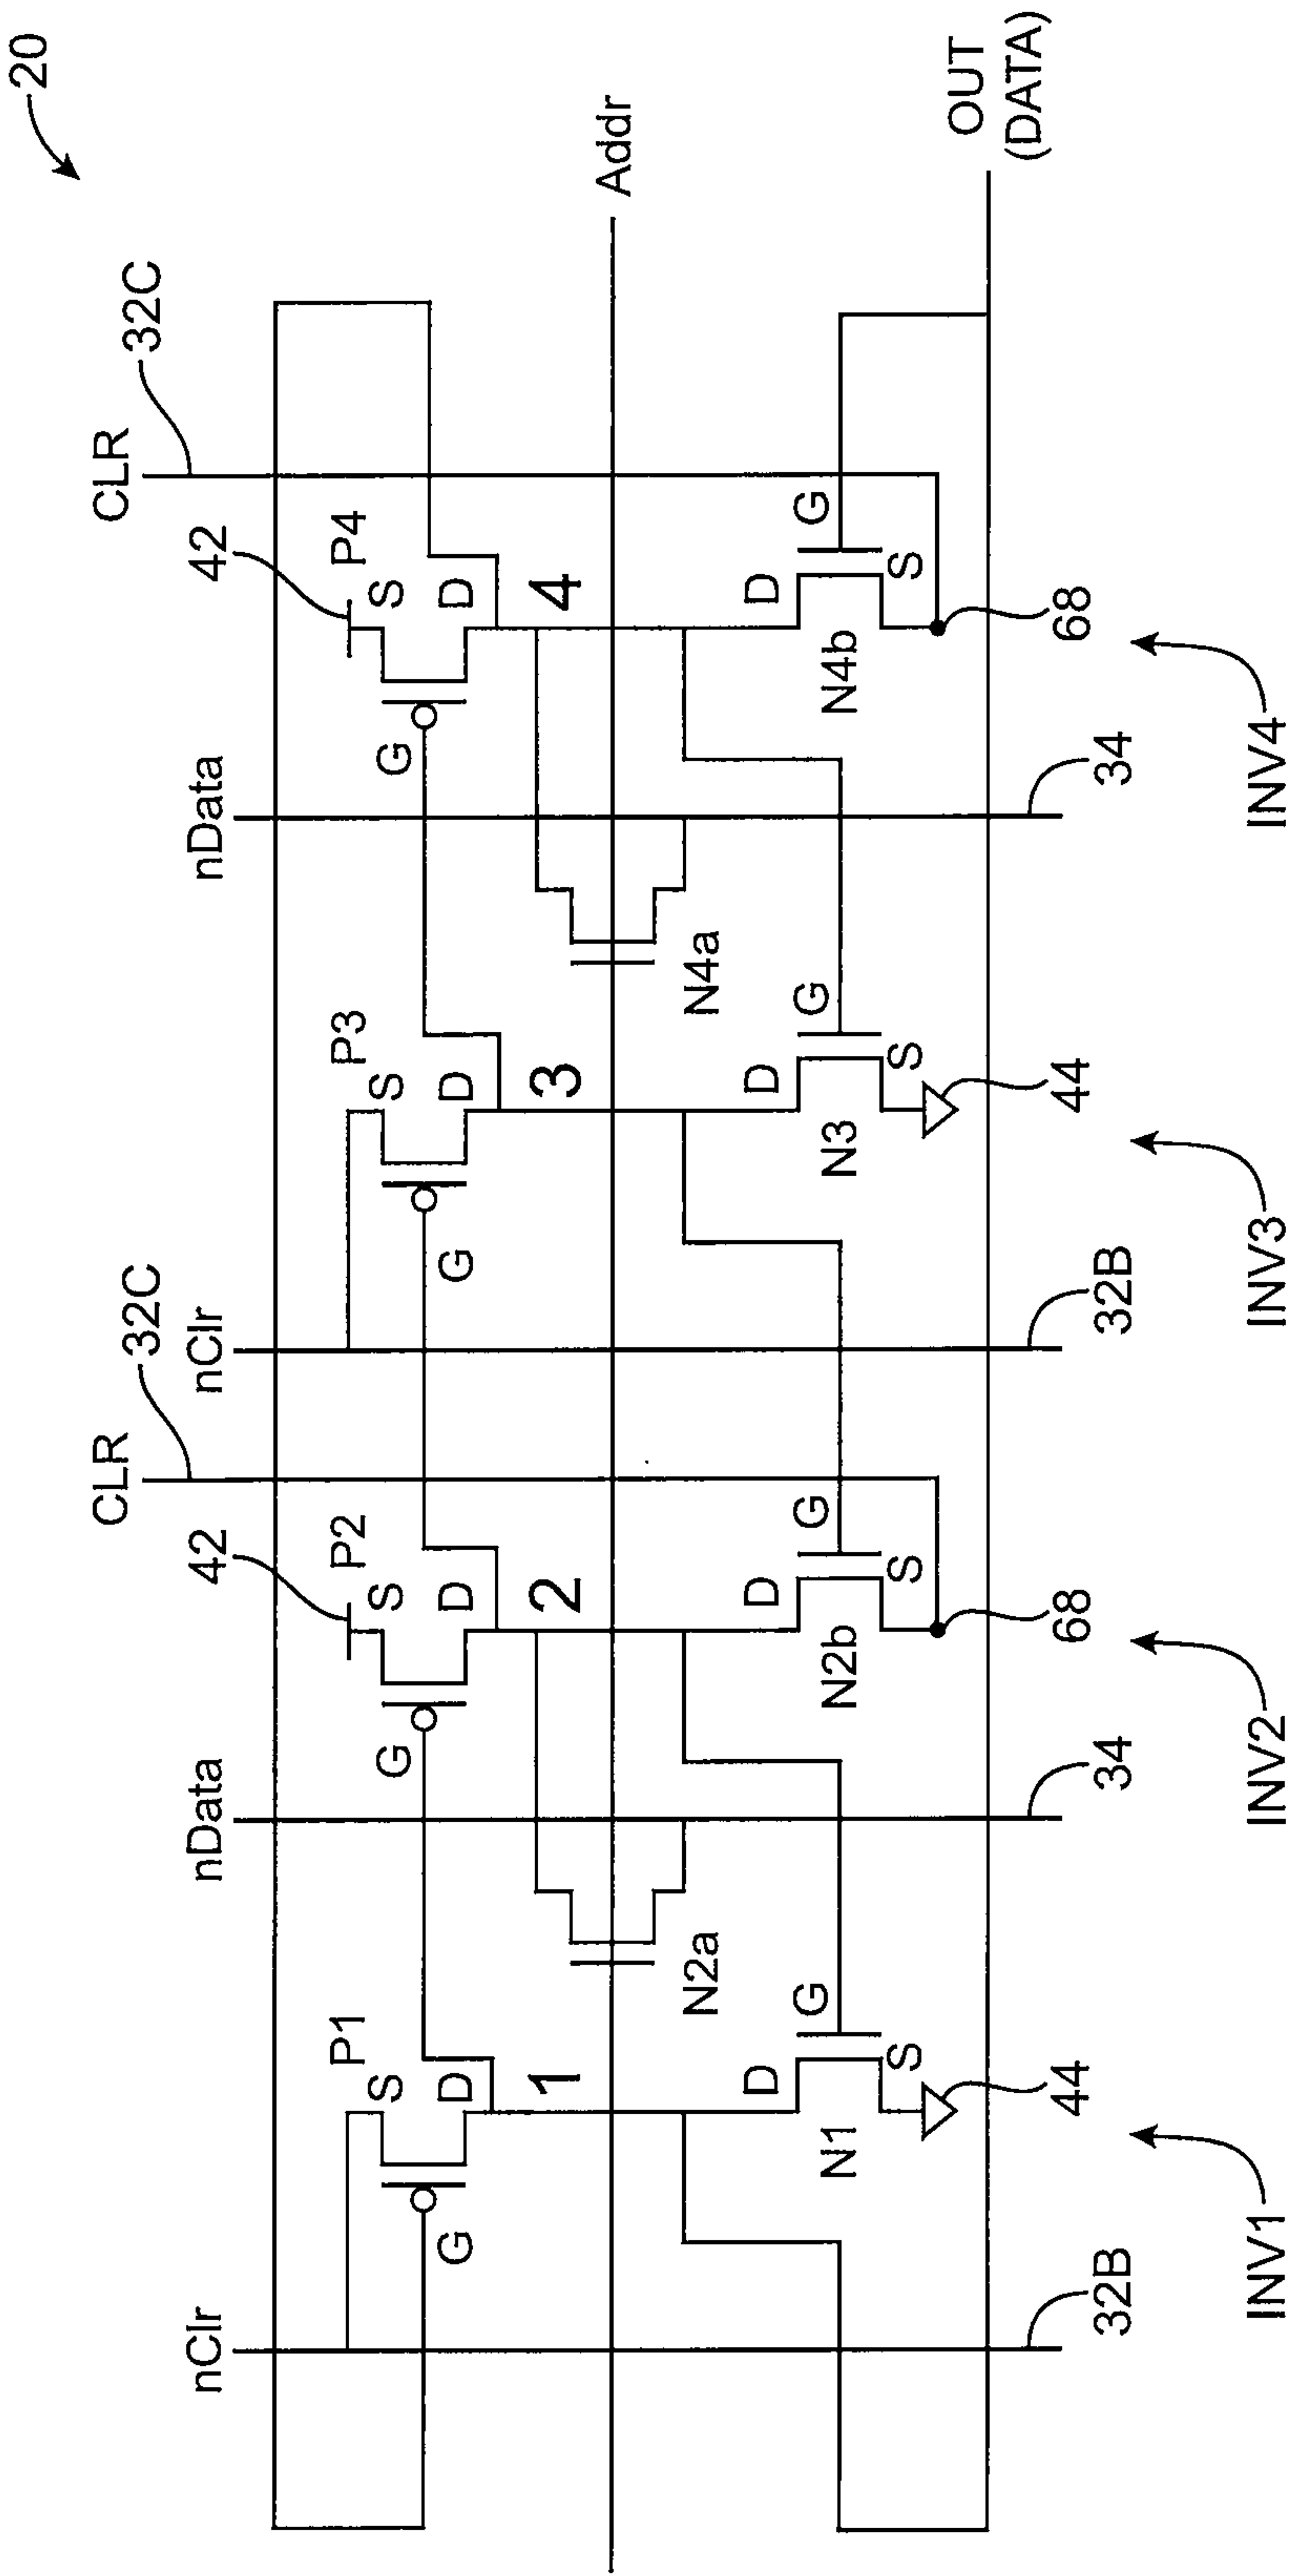 20
CLR
32C
CLR
32C
nClr
nData
42
nClr
nData
42
P1
S
D
G
P2
S
D
G
P3
S
D
G
P4
S
D
G
1
2
3
4
Addr
N2a
N4a
D
G
S
N1
D
G
S
N2b
D
G
S
N3
D
G
S
N4b
OUT
(DATA)
32B
44
34
68
32B
44
34
68
INV1
INV2
INV3
INV4